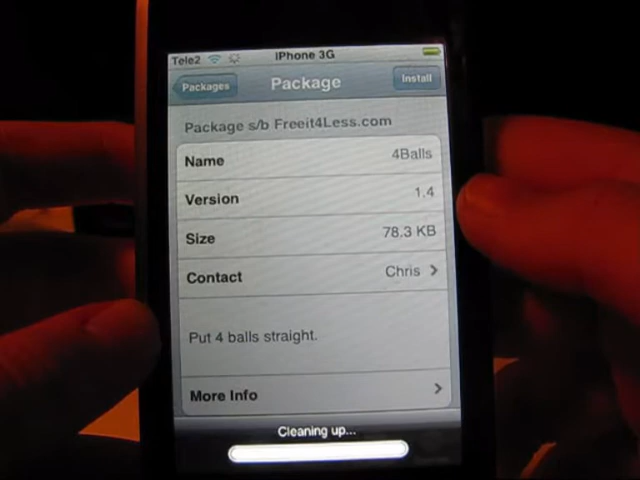 Tele2 iPhone 3G
Packages Package Install
Package s/b Freeit4Less.com
Name 4Balls
Version 1.4
Size 78.3 KB
Contact Chris
Put 4 balls straight.
More Info
Cleaning up...